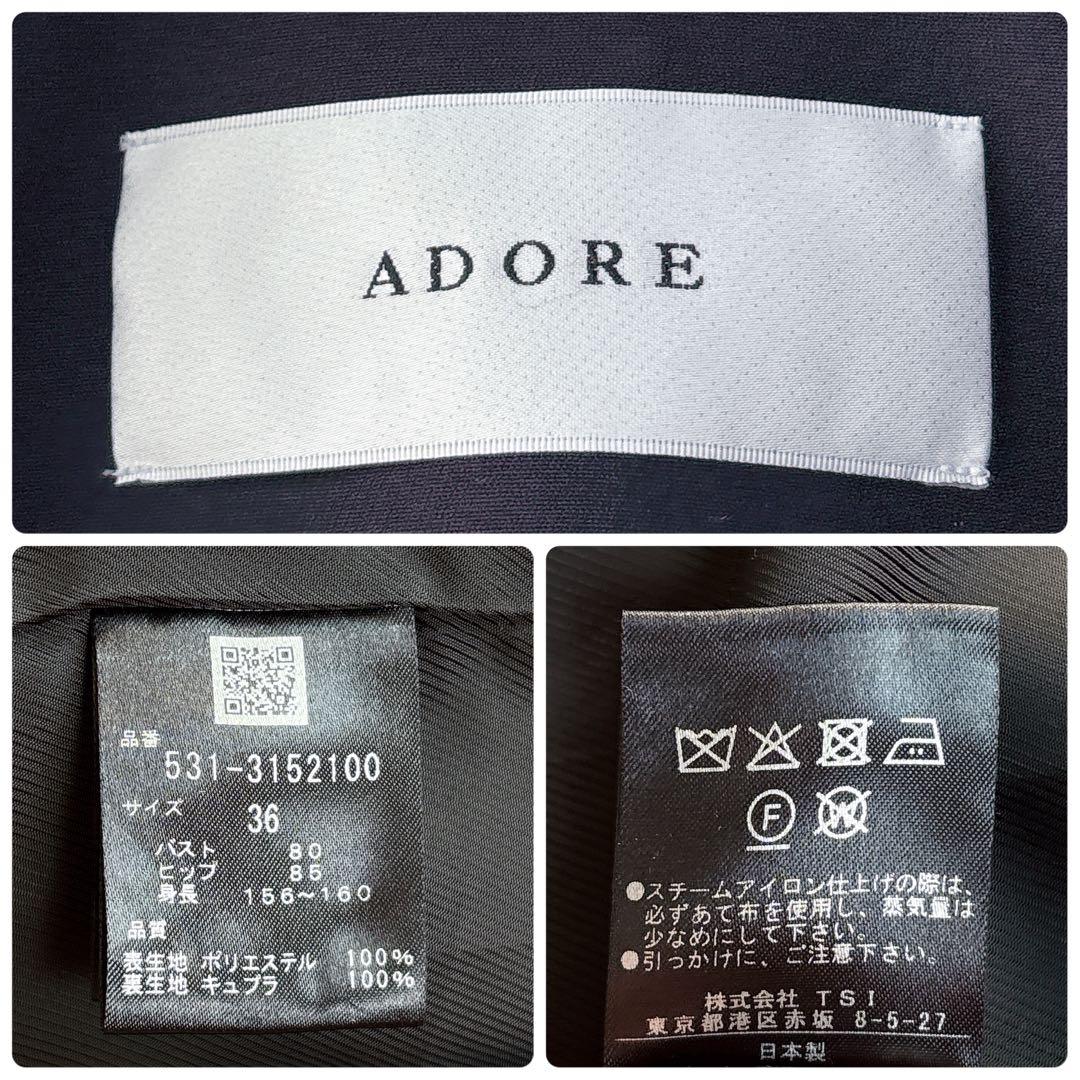 ADORE
品番
531-3152100
サイズ 36
バスト 80
ヒップ 85
身長 156〜160
品質
表生地 ポリエステル 100%
裏生地 キュプラ 100%
F W
●スチームアイロン仕上げの際は、
必ずあて布を使用し、蒸気量は
少なめにして下さい。
●引っかけに、ご注意下さい。
株式会社 TSI
東京都港区赤坂 8-5-27
日本製